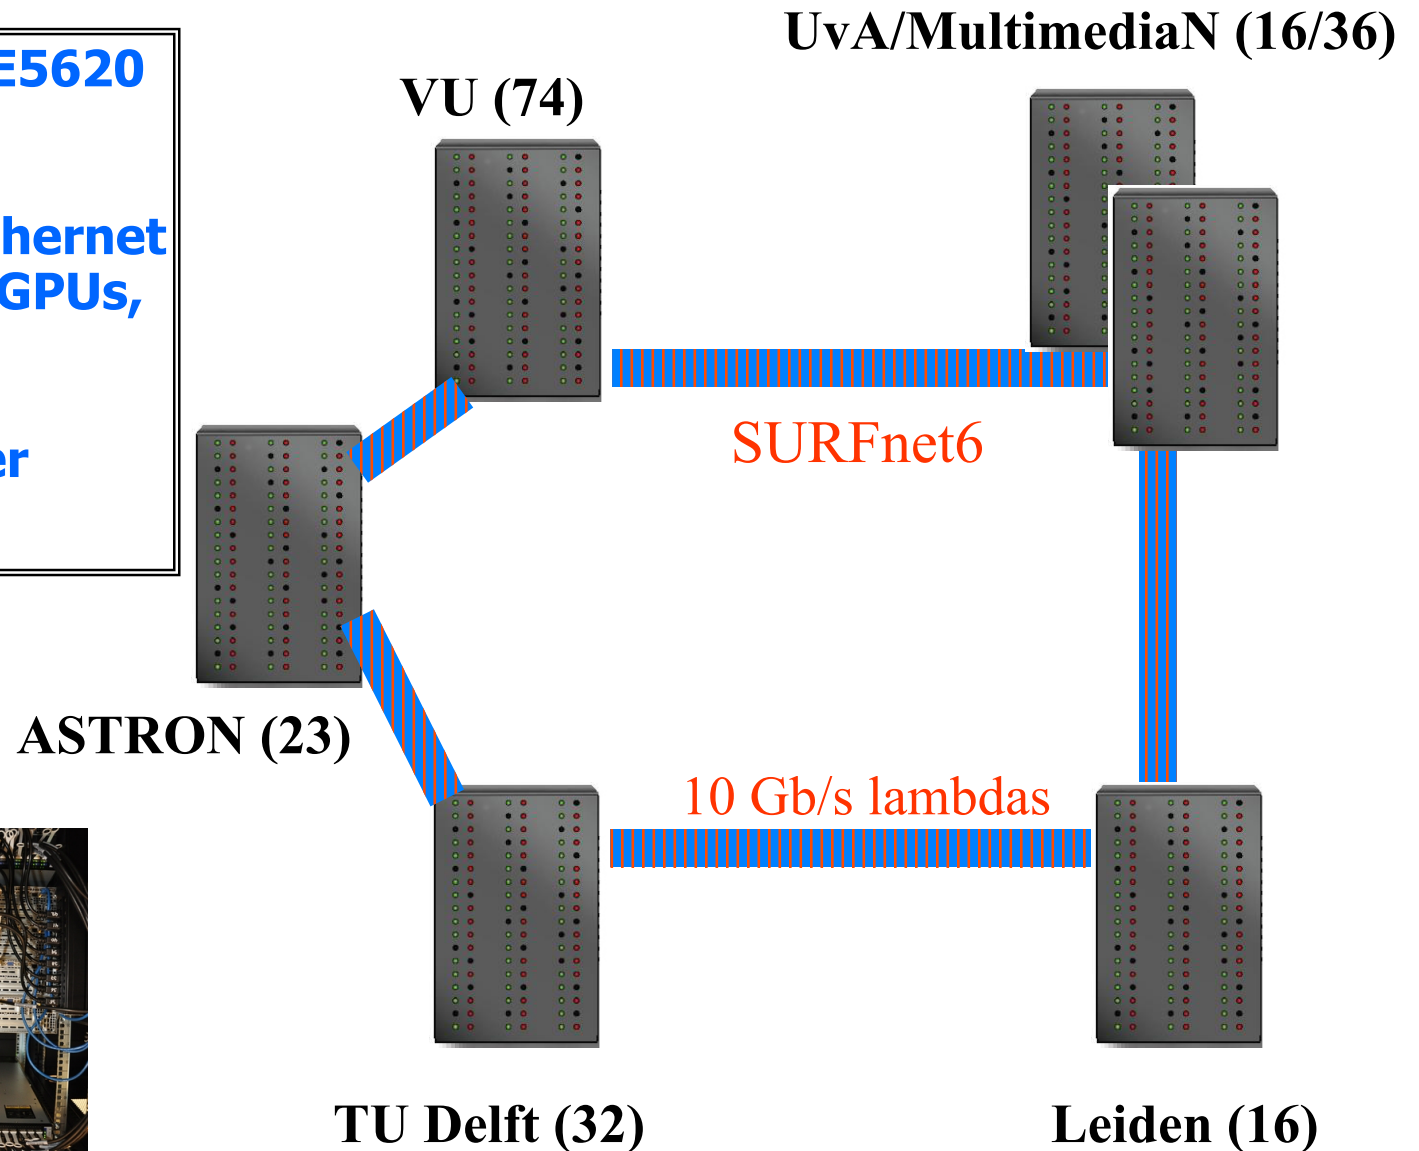 UvA/MultimediaN (16/36)
E5620
VU (74)
hernet
GPUs,
SURFnet6
er
ASTRON (23)
10 Gb/s lambdas
TU Delft (32)
Leiden (16)